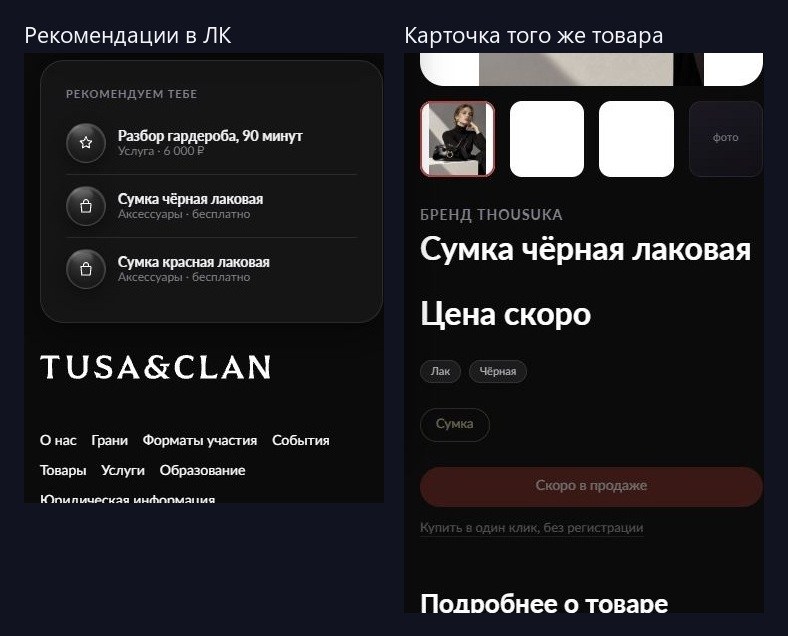 Рекомендации в ЛК
РЕКОМЕНДУЕМ ТЕБЕ
Разбор гардероба, 90 минут
Услуга · 6 000 ₽
Сумка чёрная лаковая
Аксессуары · бесплатно
Сумка красная лаковая
Аксессуары · бесплатно
TUSA&CLAN
О нас Грани Форматы участия События
Товары Услуги Образование
Юридическая информация
Карточка того же товара
фото
БРЕНД THOUSUKA
Сумка чёрная лаковая
Цена скоро
Лак Чёрная
Сумка
Скоро в продаже
Купить в один клик, без регистрации
Подробнее о товаре